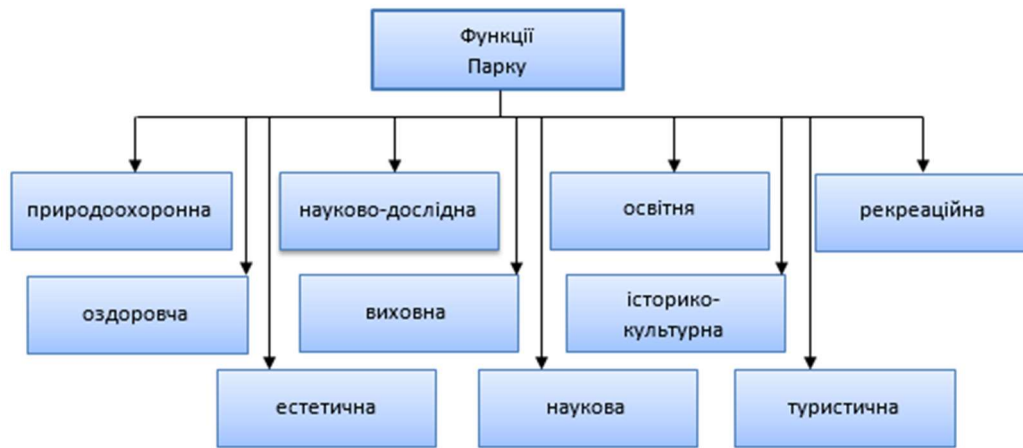 Функції
Парку
природоохоронна
науково-дослідна
освітня
рекреаційна
оздоровча
виховна
історико-
культурна
естетична
наукова
туристична